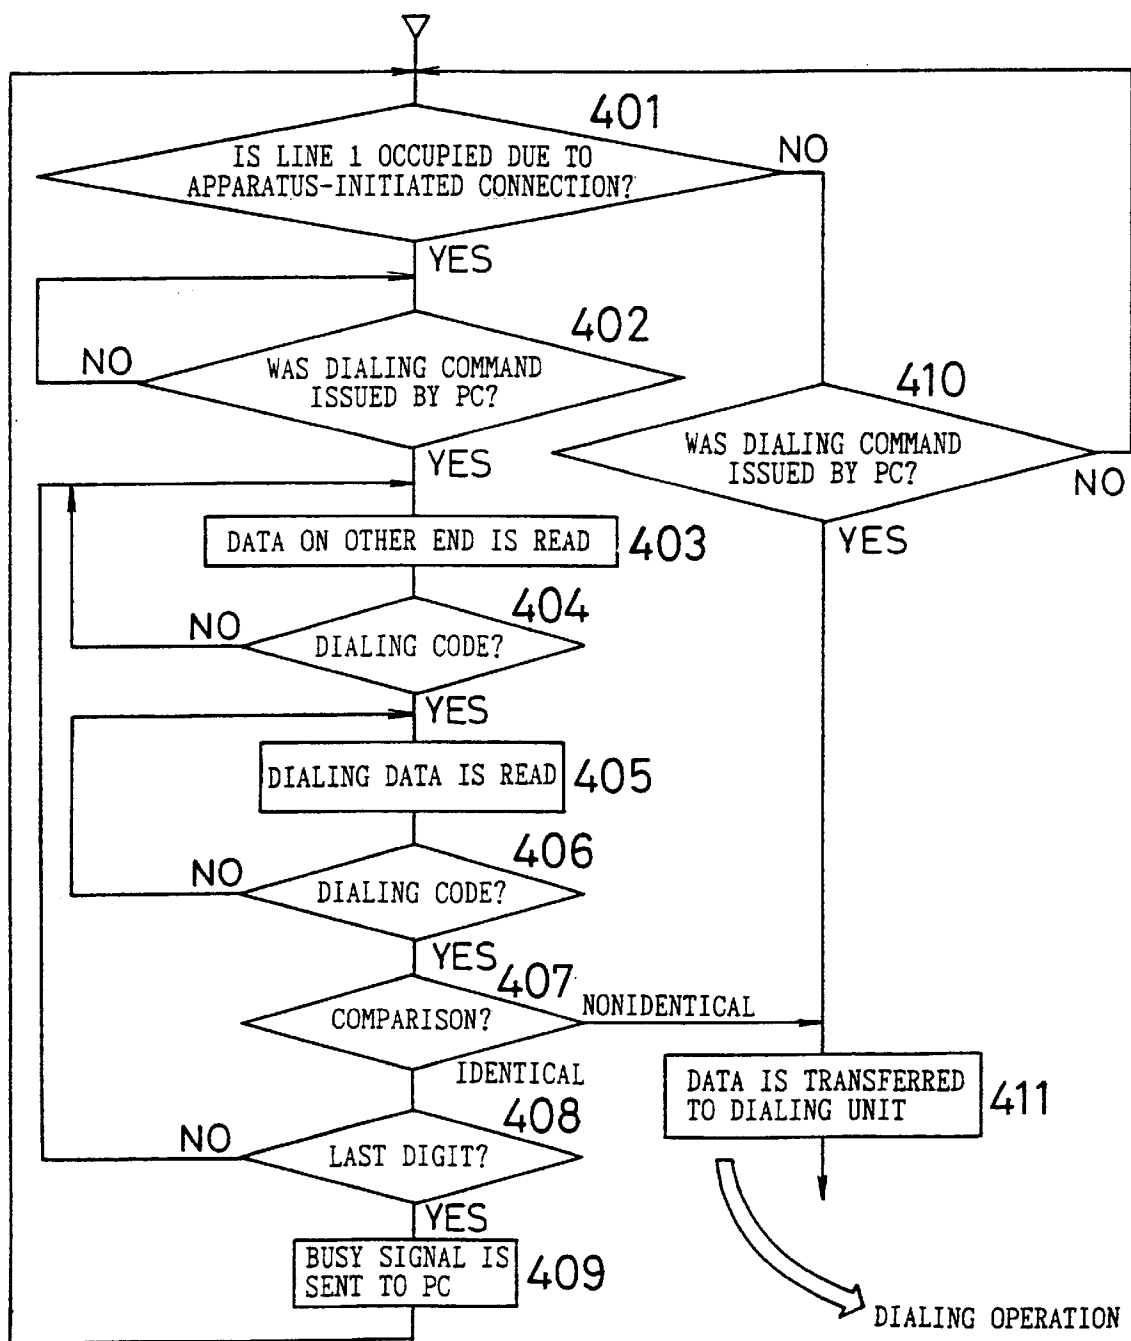 401
IS LINE 1 OCCUPIED DUE TO
APPARATUS-INITIATED CONNECTION?
NO
YES
402
WAS DIALING COMMAND
ISSUED BY PC?
NO
YES
410
WAS DIALING COMMAND
ISSUED BY PC?
NO
YES
DATA ON OTHER END IS READ
403
404
DIALING CODE?
NO
YES
DIALING DATA IS READ
405
406
DIALING CODE?
NO
YES
407
COMPARISON?
NONIDENTICAL
IDENTICAL
408
LAST DIGIT?
NO
YES
BUSY SIGNAL IS
SENT TO PC
409
DATA IS TRANSFERRED
TO DIALING UNIT
411
DIALING OPERATION